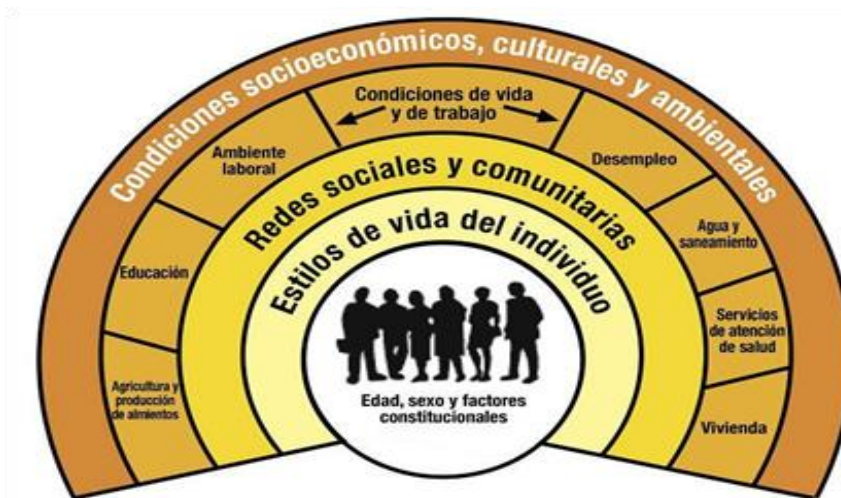 Condiciones socioeconómicos, culturales y ambientales
Condiciones de vida
y de trabajo
Ambiente
laboral
Desempleo
Redes sociales y comunitarias
Agua y
saneamiento
Estilos de vida del individuo
Educación
Servicios
de atención
de salud
Agricultura y
producción
de almientos
Edad, sexo y factores
constitucionales
Vivienda